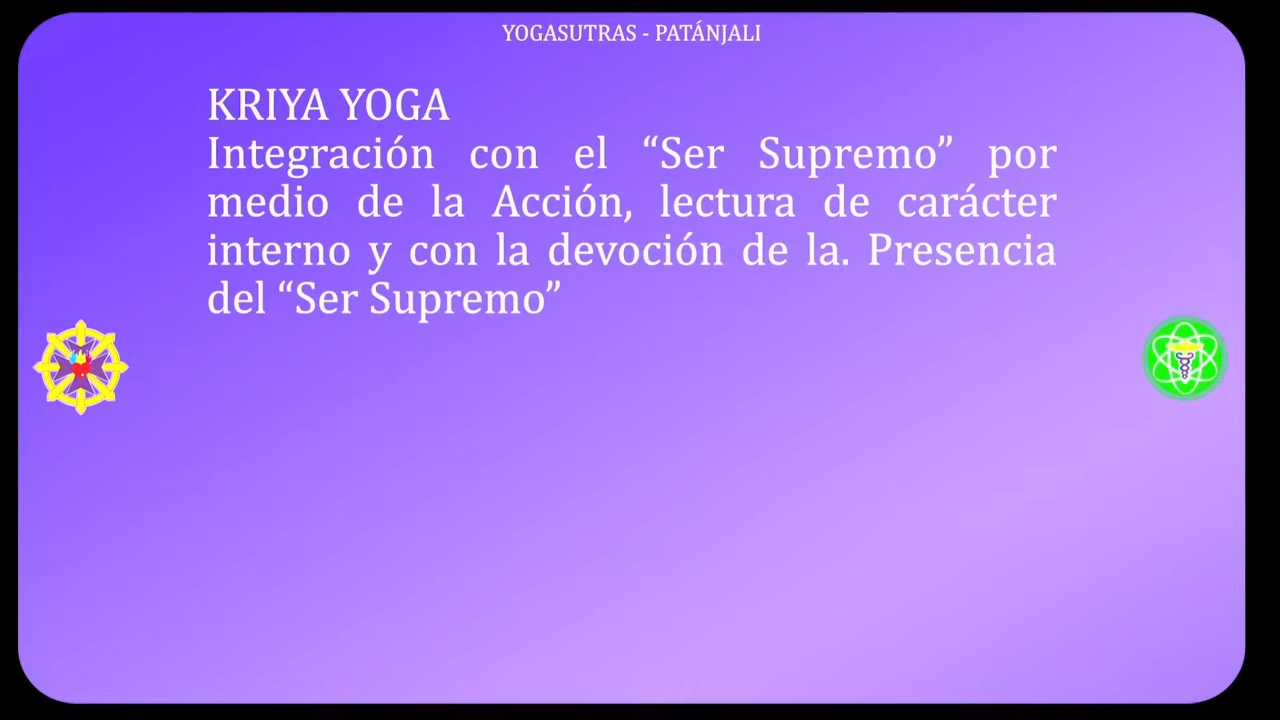 YOGASUTRAS - PATÁNJALI
KRIYA YOGA
Integración con el “Ser Supremo” por
medio de la Acción, lectura de carácter
interno y con la devoción de la. Presencia
del “Ser Supremo”